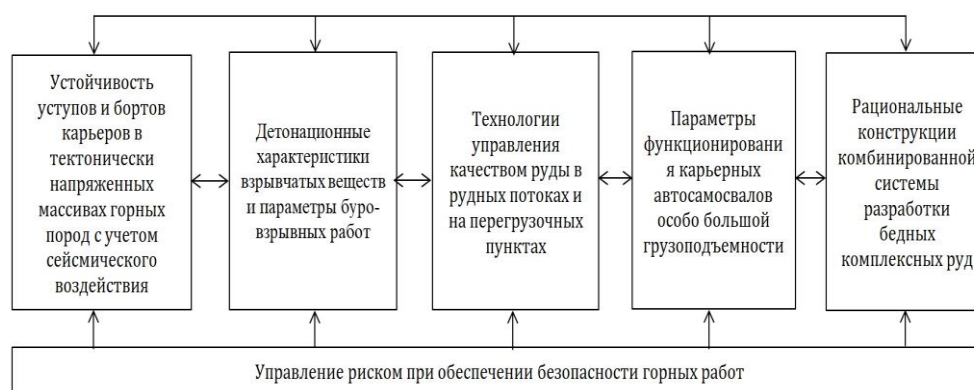 Устойчивость
уступов и бортов
карьеров в
тектонически
напряженных
массивах горных
пород с учетом
сейсмического
воздействия
Детонационные
характеристики
взрывчатых веществ
и параметры буро-
взрывных работ
Технологии
управления
качеством руды в
рудных потоках и
на перегрузочных
пунктах
Параметры
функционировани
я карьерных
автосамосвалов
особо большой
грузоподъемности
Рациональные
конструкции
комбинированной
системы
разработки
бедных
комплексных руд
Управление риском при обеспечении безопасности горных работ